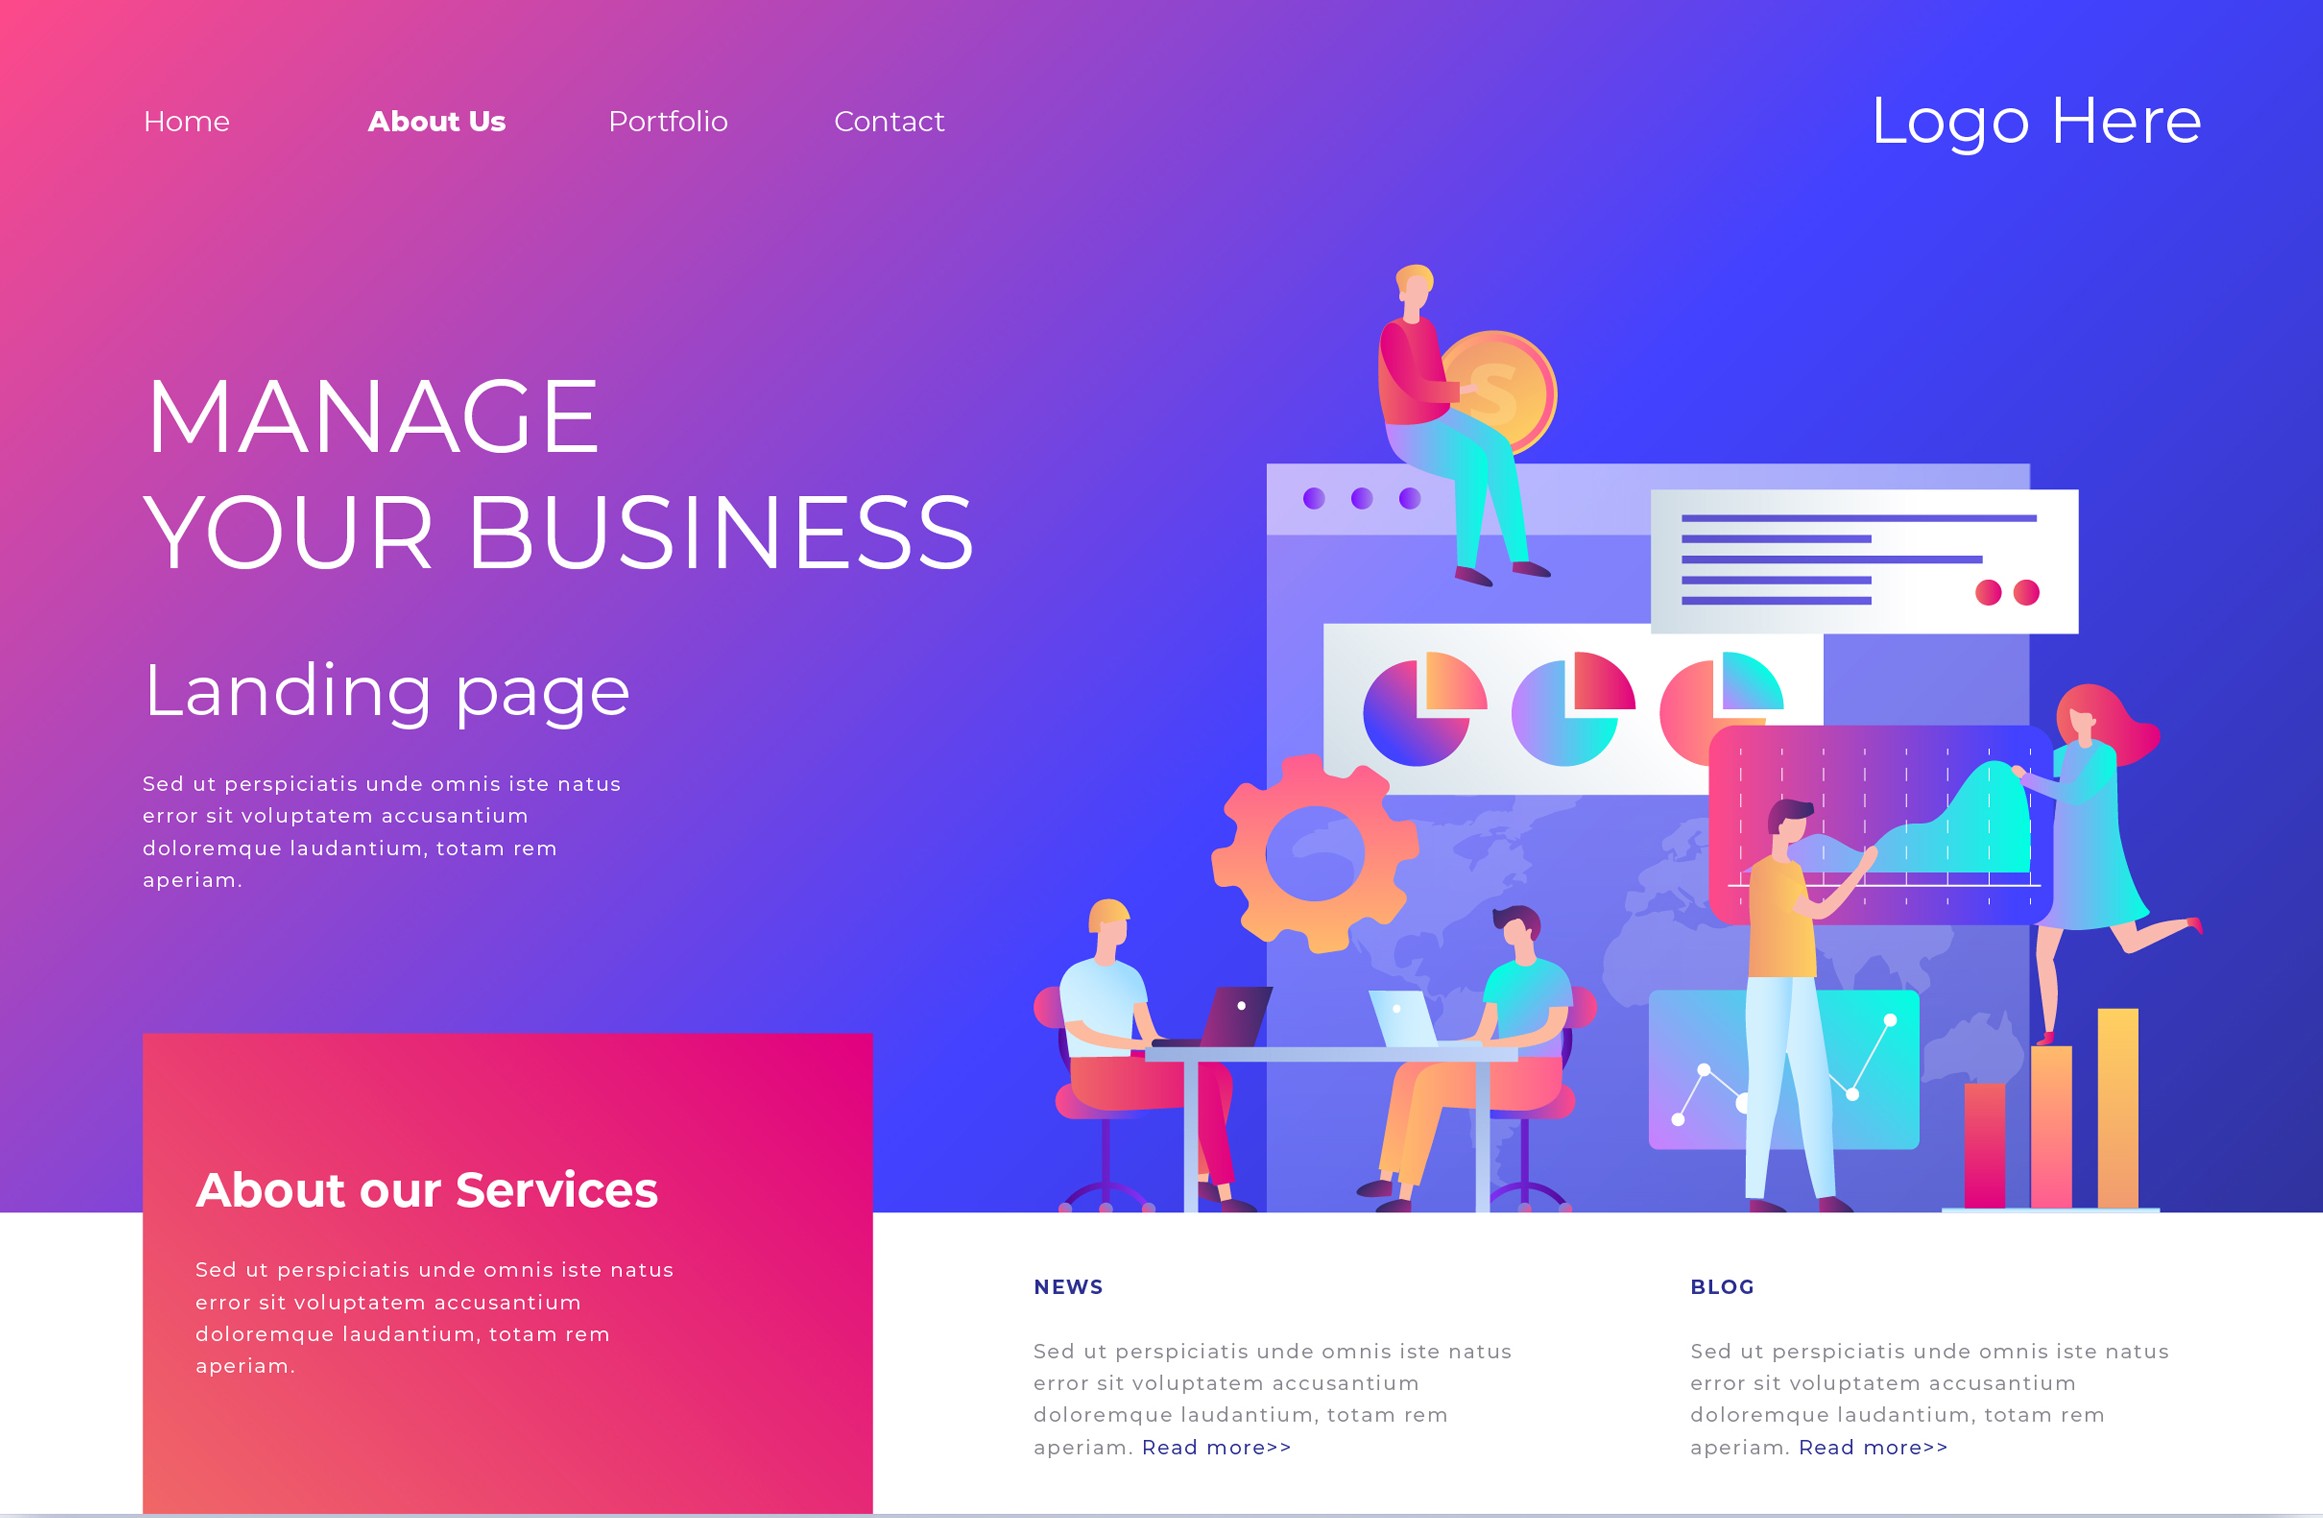 Home
About Us
Portfolio
Contact
Logo Here
MANAGE
YOUR BUSINESS
Landing page
Sed ut perspiciatis unde omnis iste natus
error sit voluptatem accusantium
doloremque laudantium, totam rem
aperiam.
S
About our Services
Sed ut perspiciatis unde omnis iste natus
error sit voluptatem accusantium
doloremque laudantium, totam rem
aperiam.
NEWS
Sed ut perspiciatis unde omnis iste natus
error sit voluptatem accusantium
doloremque laudantium, totam rem
aperiam. Read more>>
BLOG
Sed ut perspiciatis unde omnis iste natus
error sit voluptatem accusantium
doloremque laudantium, totam rem
aperiam. Read more>>